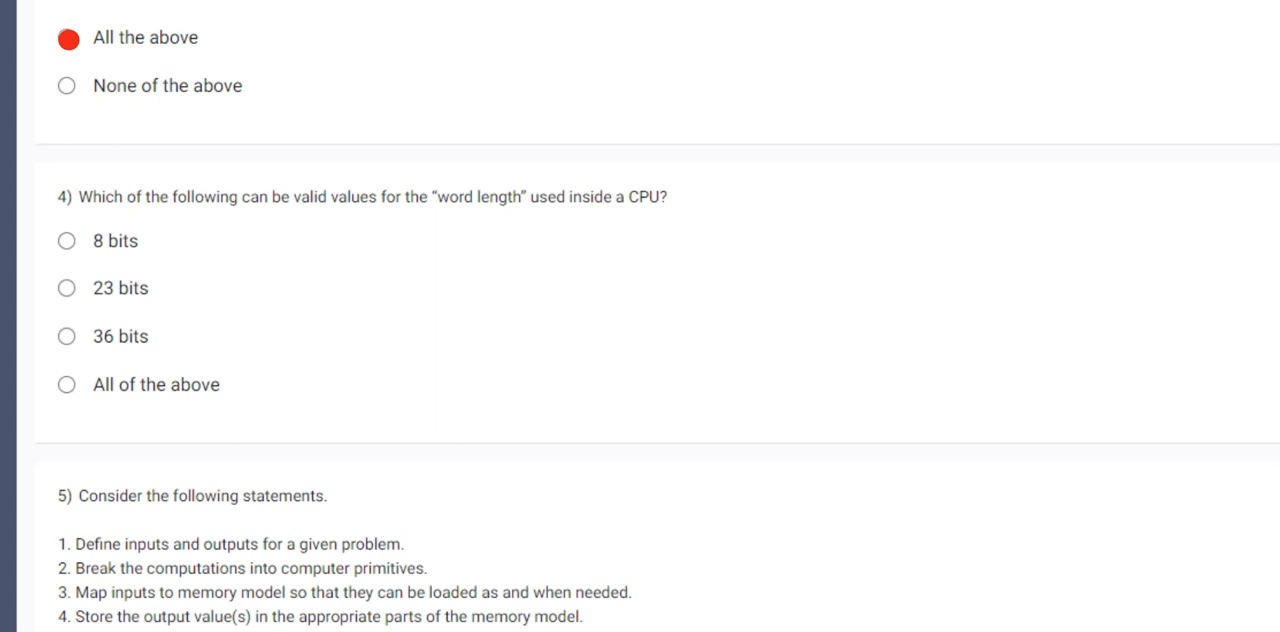 All the above
None of the above
4) Which of the following can be valid values for the “word length” used inside a CPU?
8 bits
23 bits
36 bits
All of the above
5) Consider the following statements.
1. Define inputs and outputs for a given problem.
2. Break the computations into computer primitives.
3. Map inputs to memory model so that they can be loaded as and when needed.
4. Store the output value(s) in the appropriate parts of the memory model.